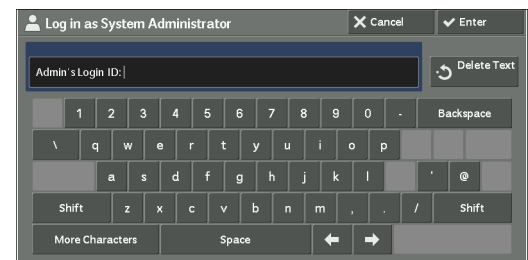 Log in as System Administrator Cancel Enter
Admin's Login ID: Delete Text
1 2 3 4 5 6 7 8 9 0 - Backspace
\ q w e r t y u i o p
a s d f g h j k l ' @
Shift z x c v b n m , . / Shift
More Characters Space